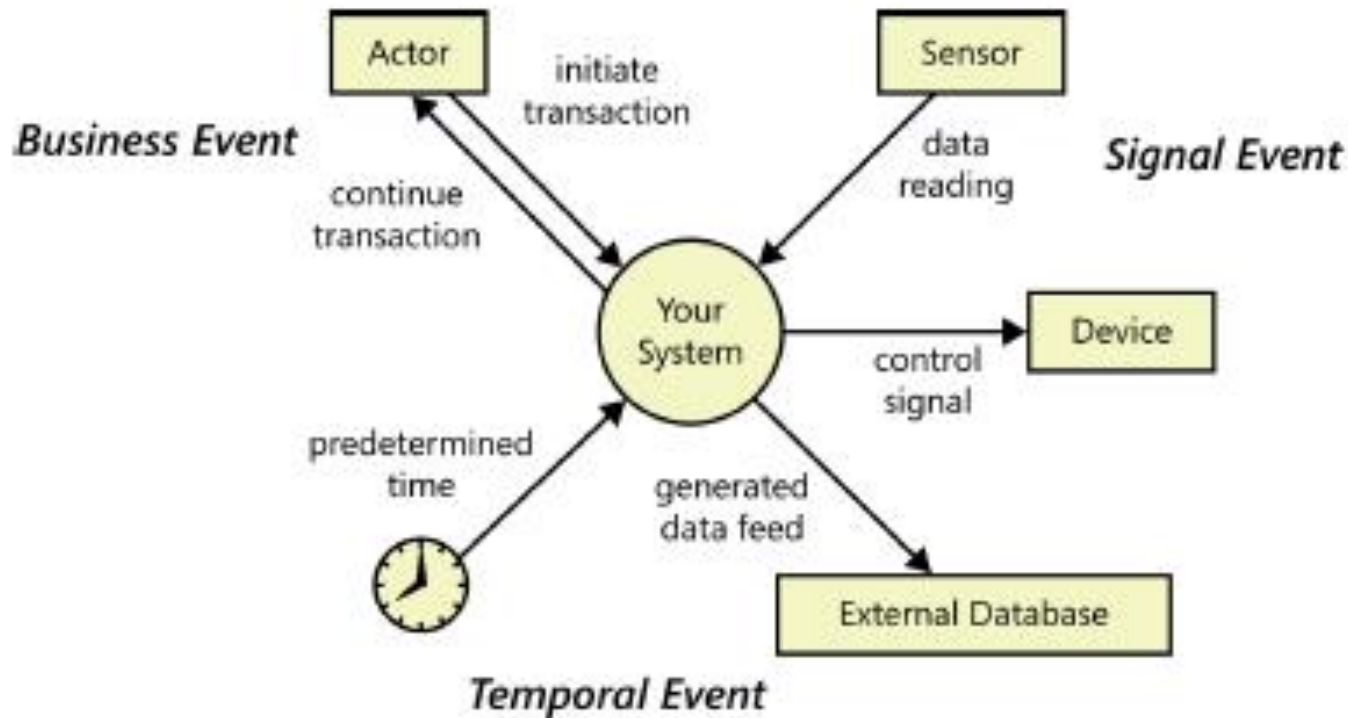 Actor
Sensor
initiate
transaction
Business Event
data
reading
Signal Event
continue
transaction
Your
System
Device
control
signal
predetermined
time
generated
data feed
External Database
Temporal Event